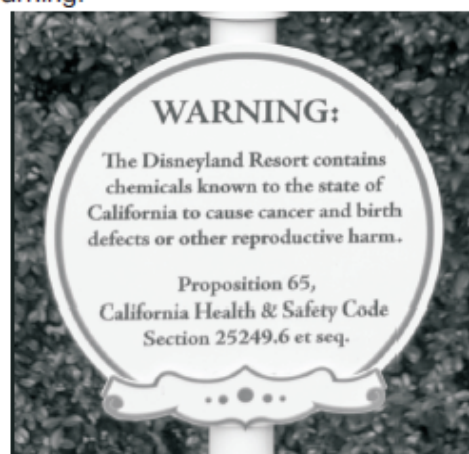 WARNING:
The Disneyland Resort contains
chemicals known to the state of
California to cause cancer and birth
defects or other reproductive harm.
Proposition 65,
California Health & Safety Code
Section 25249.6 et seq.